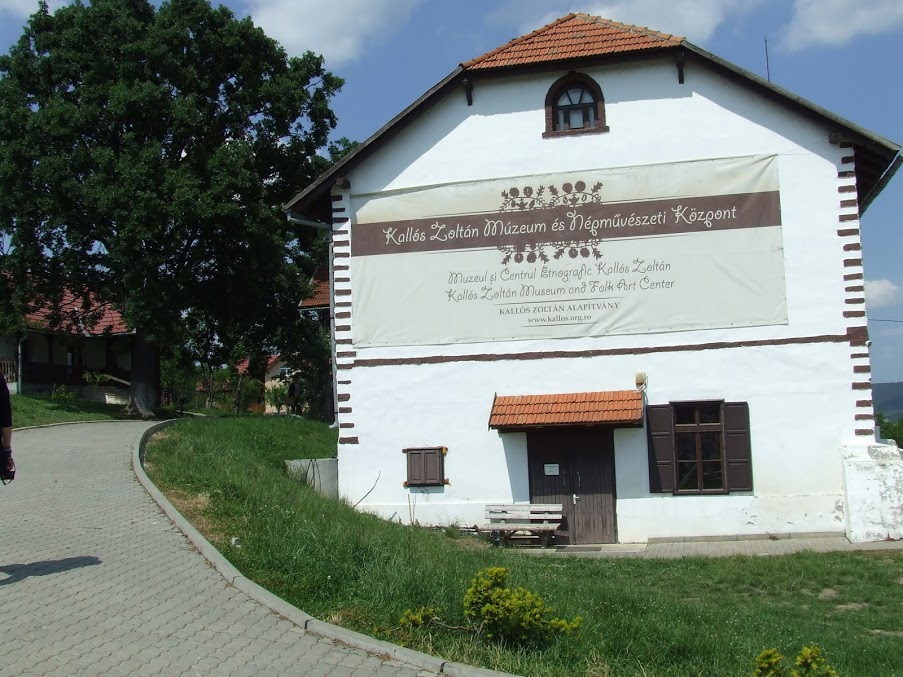 Kallós Zoltán Múzeum és Népművészeti Központ
Muzeul și Centrul Etnografic Kallós Zoltán
Kallós Zoltán Museum and Folk Art Center
KALLÓS ZOLTÁN ALAPÍTVÁNY
www.kallos.org.ro